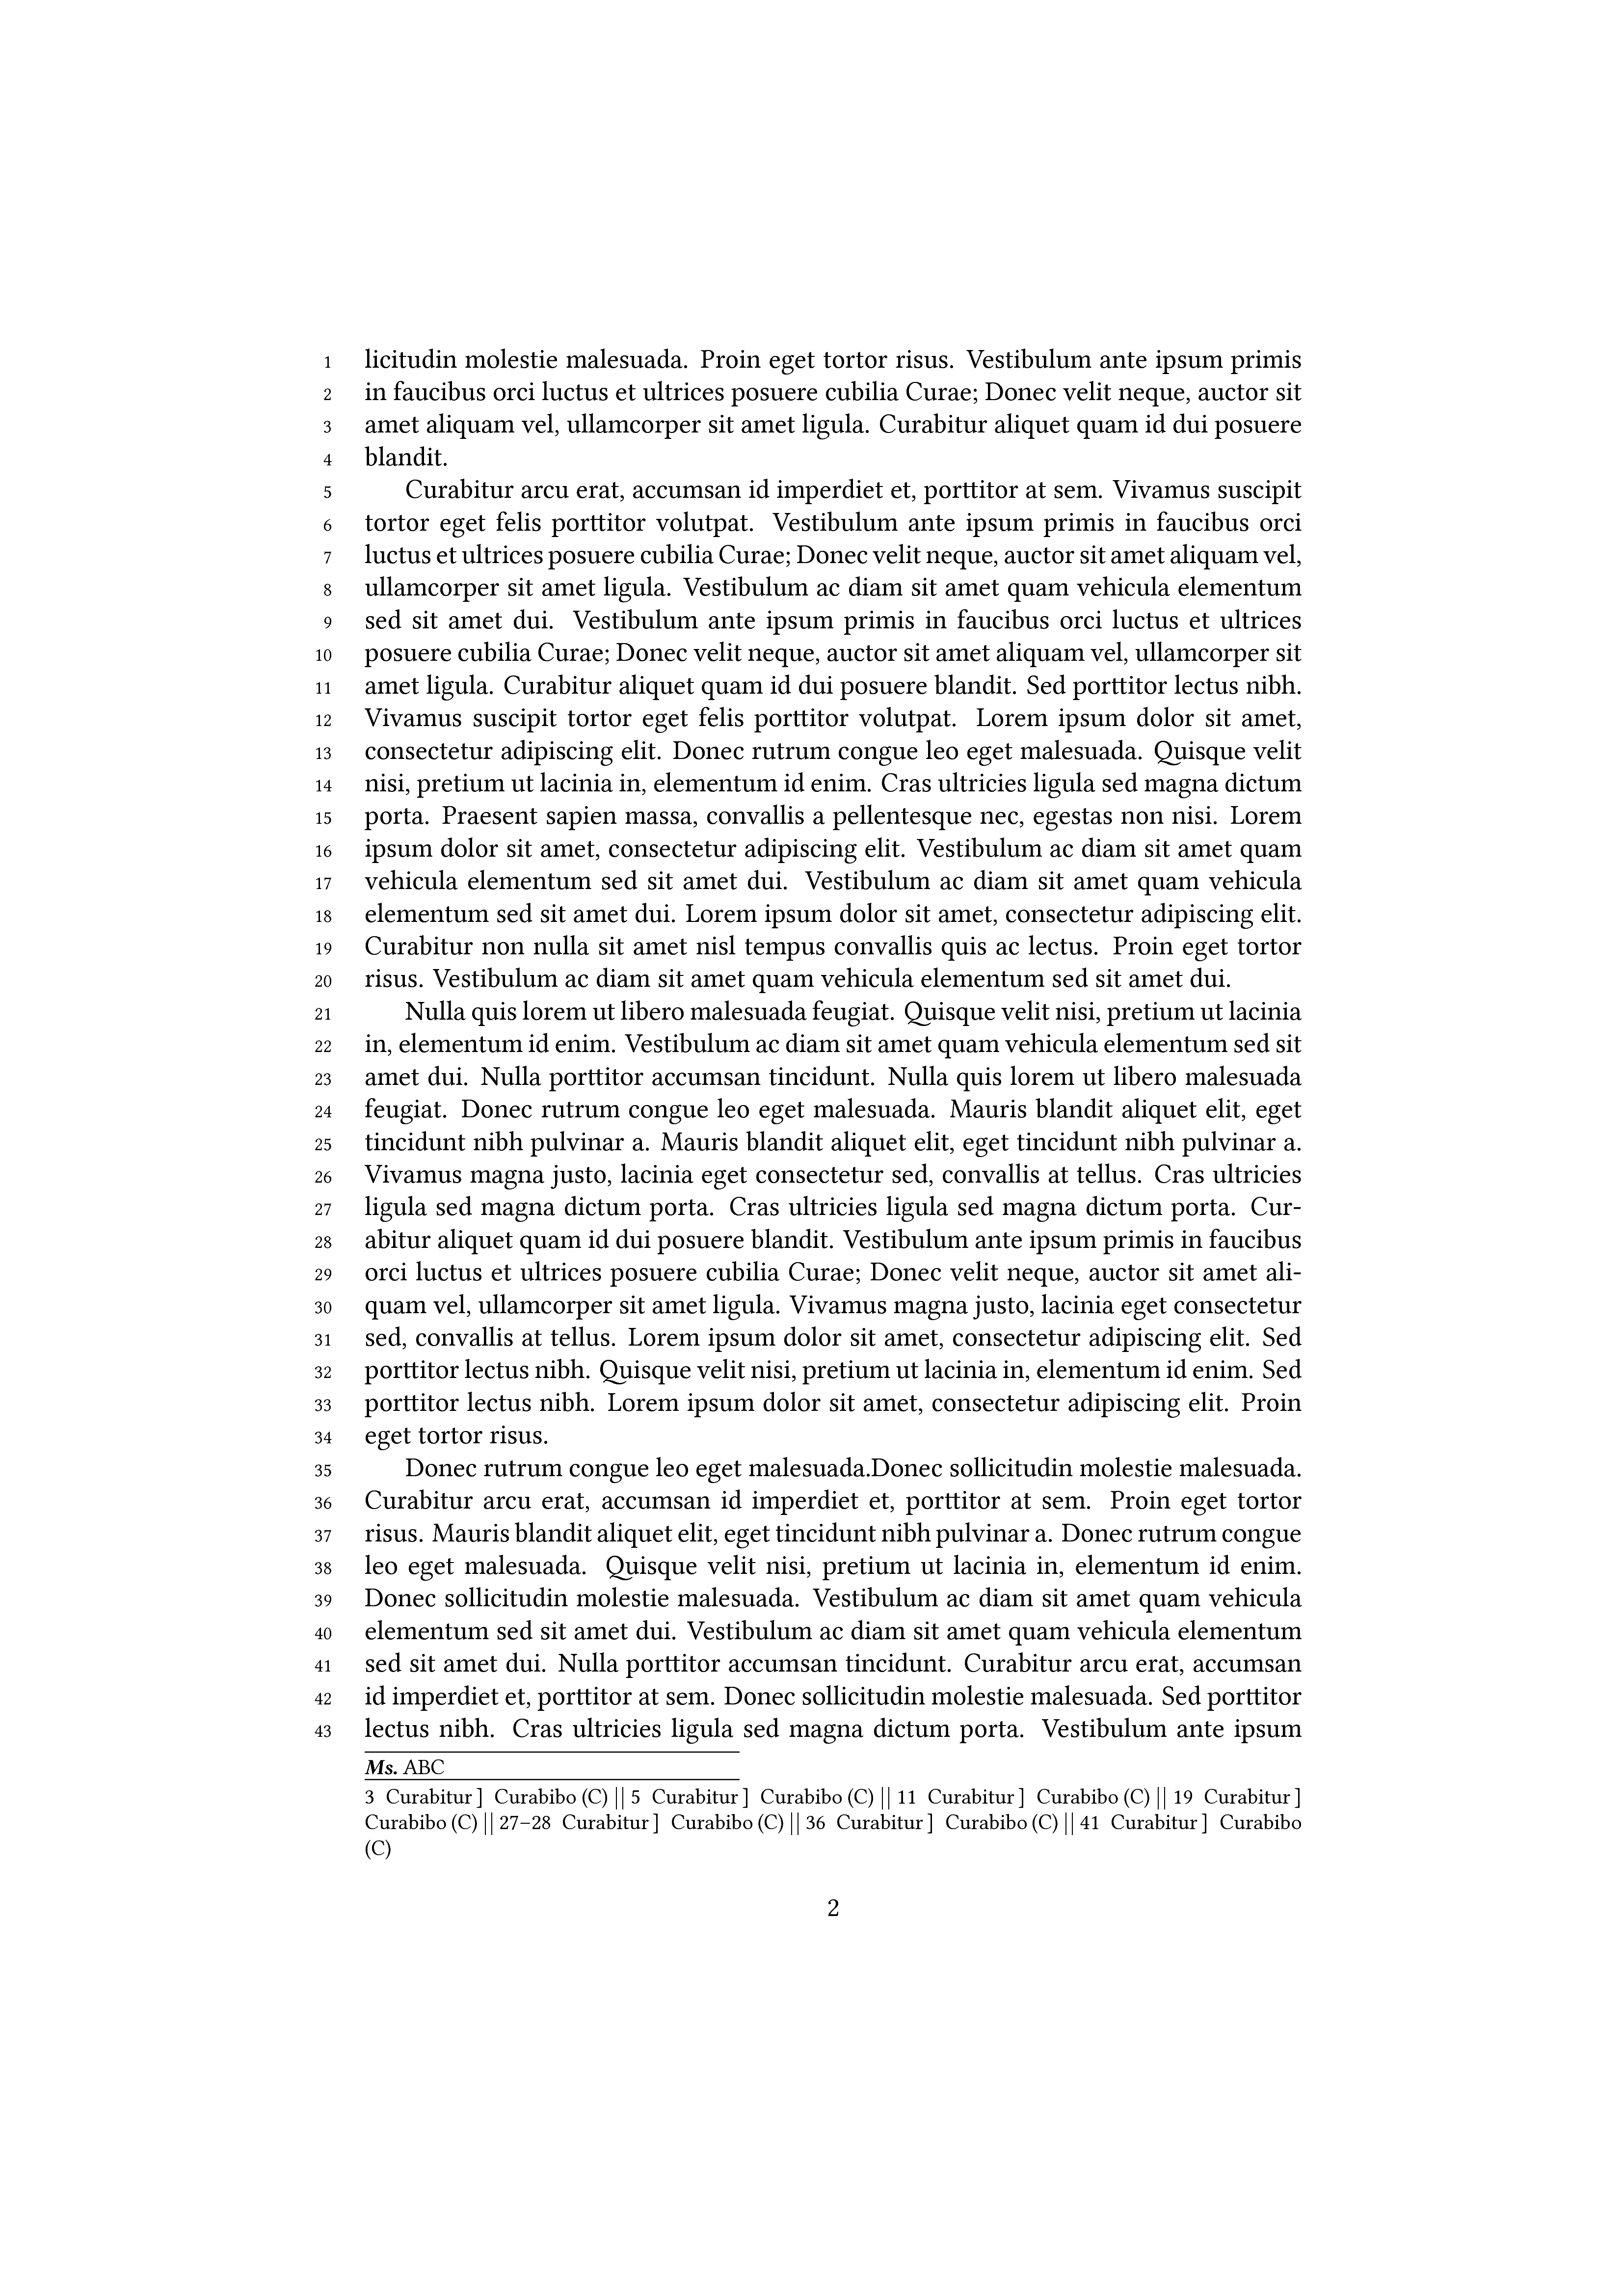 1 licitudin molestie malesuada. Proin eget tortor risus. Vestibulum ante ipsum primis
2 in faucibus orci luctus et ultrices posuere cubilia Curae; Donec velit neque, auctor sit
3 amet aliquam vel, ullamcorper sit amet ligula. Curabitur aliquet quam id dui posuere
4 blandit.
5 Curabitur arcu erat, accumsan id imperdiet et, porttitor at sem. Vivamus suscipit
6 tortor eget felis porttitor volutpat. Vestibulum ante ipsum primis in faucibus orci
7 luctus et ultrices posuere cubilia Curae; Donec velit neque, auctor sit amet aliquam vel,
8 ullamcorper sit amet ligula. Vestibulum ac diam sit amet quam vehicula elementum
9 sed sit amet dui. Vestibulum ante ipsum primis in faucibus orci luctus et ultrices
10 posuere cubilia Curae; Donec velit neque, auctor sit amet aliquam vel, ullamcorper sit
11 amet ligula. Curabitur aliquet quam id dui posuere blandit. Sed porttitor lectus nibh.
12 Vivamus suscipit tortor eget felis porttitor volutpat. Lorem ipsum dolor sit amet,
13 consectetur adipiscing elit. Donec rutrum congue leo eget malesuada. Quisque velit
14 nisi, pretium ut lacinia in, elementum id enim. Cras ultricies ligula sed magna dictum
15 porta. Praesent sapien massa, convallis a pellentesque nec, egestas non nisi. Lorem
16 ipsum dolor sit amet, consectetur adipiscing elit. Vestibulum ac diam sit amet quam
17 vehicula elementum sed sit amet dui. Vestibulum ac diam sit amet quam vehicula
18 elementum sed sit amet dui. Lorem ipsum dolor sit amet, consectetur adipiscing elit.
19 Curabitur non nulla sit amet nisl tempus convallis quis ac lectus. Proin eget tortor
20 risus. Vestibulum ac diam sit amet quam vehicula elementum sed sit amet dui.
21 Nulla quis lorem ut libero malesuada feugiat. Quisque velit nisi, pretium ut lacinia
22 in, elementum id enim. Vestibulum ac diam sit amet quam vehicula elementum sed sit
23 amet dui. Nulla porttitor accumsan tincidunt. Nulla quis lorem ut libero malesuada
24 feugiat. Donec rutrum congue leo eget malesuada. Mauris blandit aliquet elit, eget
25 tincidunt nibh pulvinar a. Mauris blandit aliquet elit, eget tincidunt nibh pulvinar a.
26 Vivamus magna justo, lacinia eget consectetur sed, convallis at tellus. Cras ultricies
27 ligula sed magna dictum porta. Cras ultricies ligula sed magna dictum porta. Cur-
28 abitur aliquet quam id dui posuere blandit. Vestibulum ante ipsum primis in faucibus
29 orci luctus et ultrices posuere cubilia Curae; Donec velit neque, auctor sit amet ali-
30 quam vel, ullamcorper sit amet ligula. Vivamus magna justo, lacinia eget consectetur
31 sed, convallis at tellus. Lorem ipsum dolor sit amet, consectetur adipiscing elit. Sed
32 porttitor lectus nibh. Quisque velit nisi, pretium ut lacinia in, elementum id enim. Sed
33 porttitor lectus nibh. Lorem ipsum dolor sit amet, consectetur adipiscing elit. Proin
34 eget tortor risus.
35 Donec rutrum congue leo eget malesuada.Donec sollicitudin molestie malesuada.
36 Curabitur arcu erat, accumsan id imperdiet et, porttitor at sem. Proin eget tortor
37 risus. Mauris blandit aliquet elit, eget tincidunt nibh pulvinar a. Donec rutrum congue
38 leo eget malesuada. Quisque velit nisi, pretium ut lacinia in, elementum id enim.
39 Donec sollicitudin molestie malesuada. Vestibulum ac diam sit amet quam vehicula
40 elementum sed sit amet dui. Vestibulum ac diam sit amet quam vehicula elementum
41 sed sit amet dui. Nulla porttitor accumsan tincidunt. Curabitur arcu erat, accumsan
42 id imperdiet et, porttitor at sem. Donec sollicitudin molestie malesuada. Sed porttitor
43 lectus nibh. Cras ultricies ligula sed magna dictum porta. Vestibulum ante ipsum
Ms. ABC
3 Curabitur ] Curabibo (C) || 5 Curabitur ] Curabibo (C) || 11 Curabitur ] Curabibo (C) || 19 Curabitur ]
Curabibo (C) || 27–28 Curabitur ] Curabibo (C) || 36 Curabitur ] Curabibo (C) || 41 Curabitur ] Curabibo
(C)
2